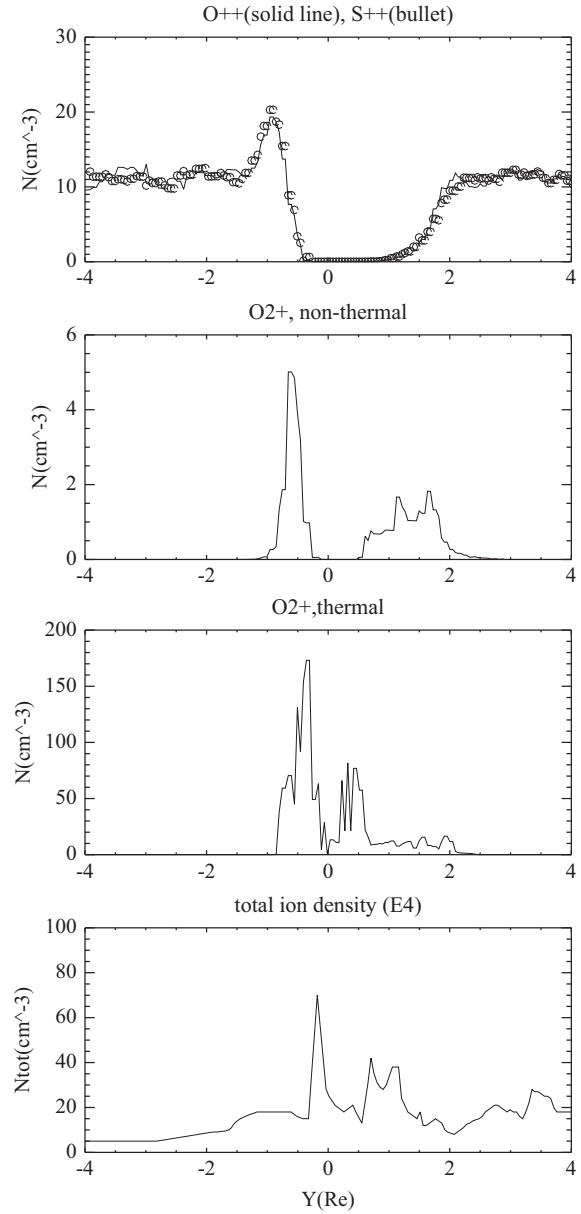 O++(solid line), S++(bullet)
30
20
10
0
N(cm^-3)
-4 -2 0 2 4
O2+, non-thermal
6
4
2
0
N(cm^-3)
-4 -2 0 2 4
O2+,thermal
200
150
100
50
0
N(cm^-3)
-4 -2 0 2 4
total ion density (E4)
100
80
60
40
20
0
Ntot(cm^-3)
-4 -2 0 2 4
Y(Re)